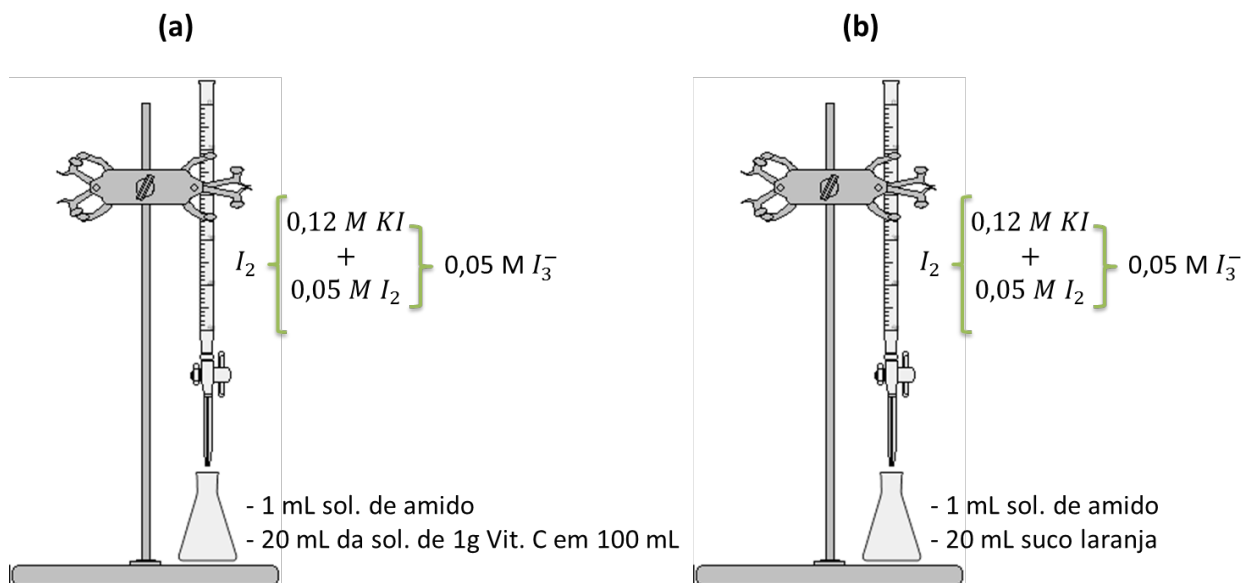 (a)
0,12 M KI
+
0,05 M I₂
I₂
0,05 M I₃⁻
- 1 mL sol. de amido
- 20 mL da sol. de 1g Vit. C em 100 mL
(b)
0,12 M KI
+
0,05 M I₂
I₂
0,05 M I₃⁻
- 1 mL sol. de amido
- 20 mL suco laranja